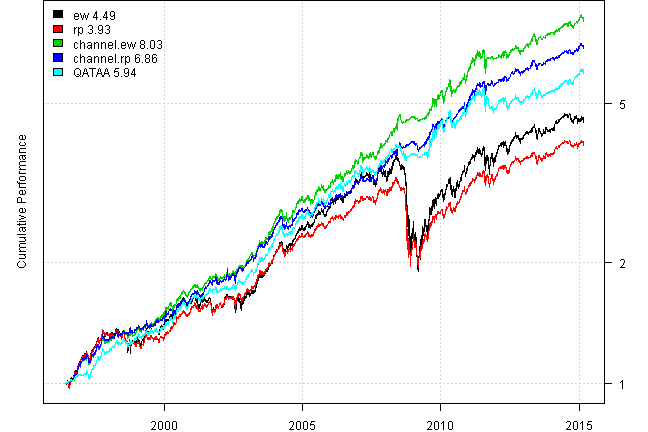 ew 4.49
rp 3.93
channel.ew 8.03
channel.rp 6.86
QATAA 5.94
Cumulative Performance
5
2
1
2000
2005
2010
2015